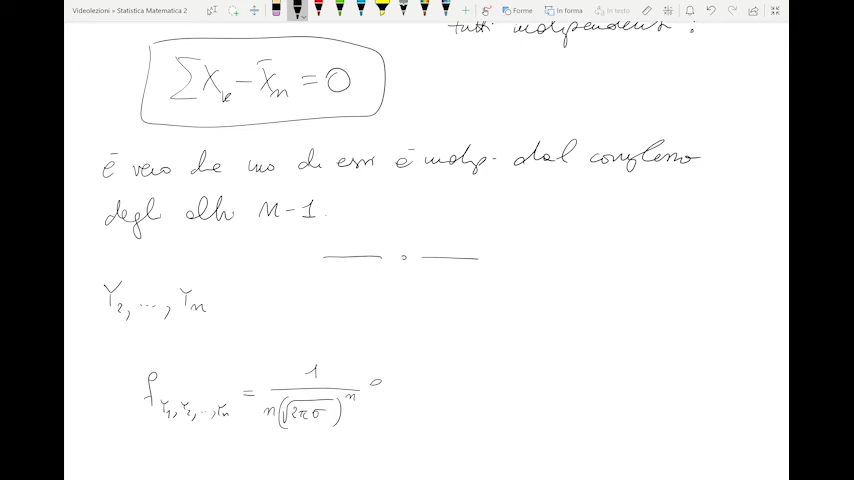 Videolezioni » Statistica Matematica 2
Forme In forma In testo
tutti indipendenti :
∑ X_k − X̄_n = 0
è vero che uno di essi è indip. dal complesso
degli altri n−1.
Y_2, ..., Y_n
f_{Y_1, Y_2, ..., Y_n} = 1 / n(√2πσ)^n